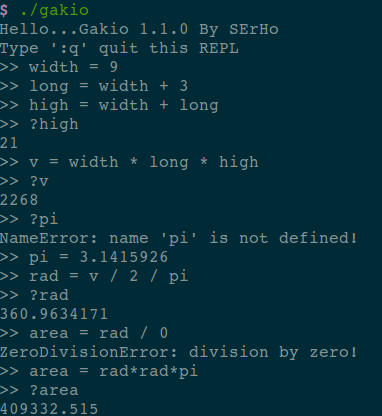 $ ./gakio
Hello...Gakio 1.1.0 By SErHo
Type ':q' quit this REPL
>> width = 9
>> long = width + 3
>> high = width + long
>> ?high
21
>> v = width * long * high
>> ?v
2268
>> ?pi
NameError: name 'pi' is not defined!
>> pi = 3.1415926
>> rad = v / 2 / pi
>> ?rad
360.9634171
>> area = rad / 0
ZeroDivisionError: division by zero!
>> area = rad*rad*pi
>> ?area
409332.515